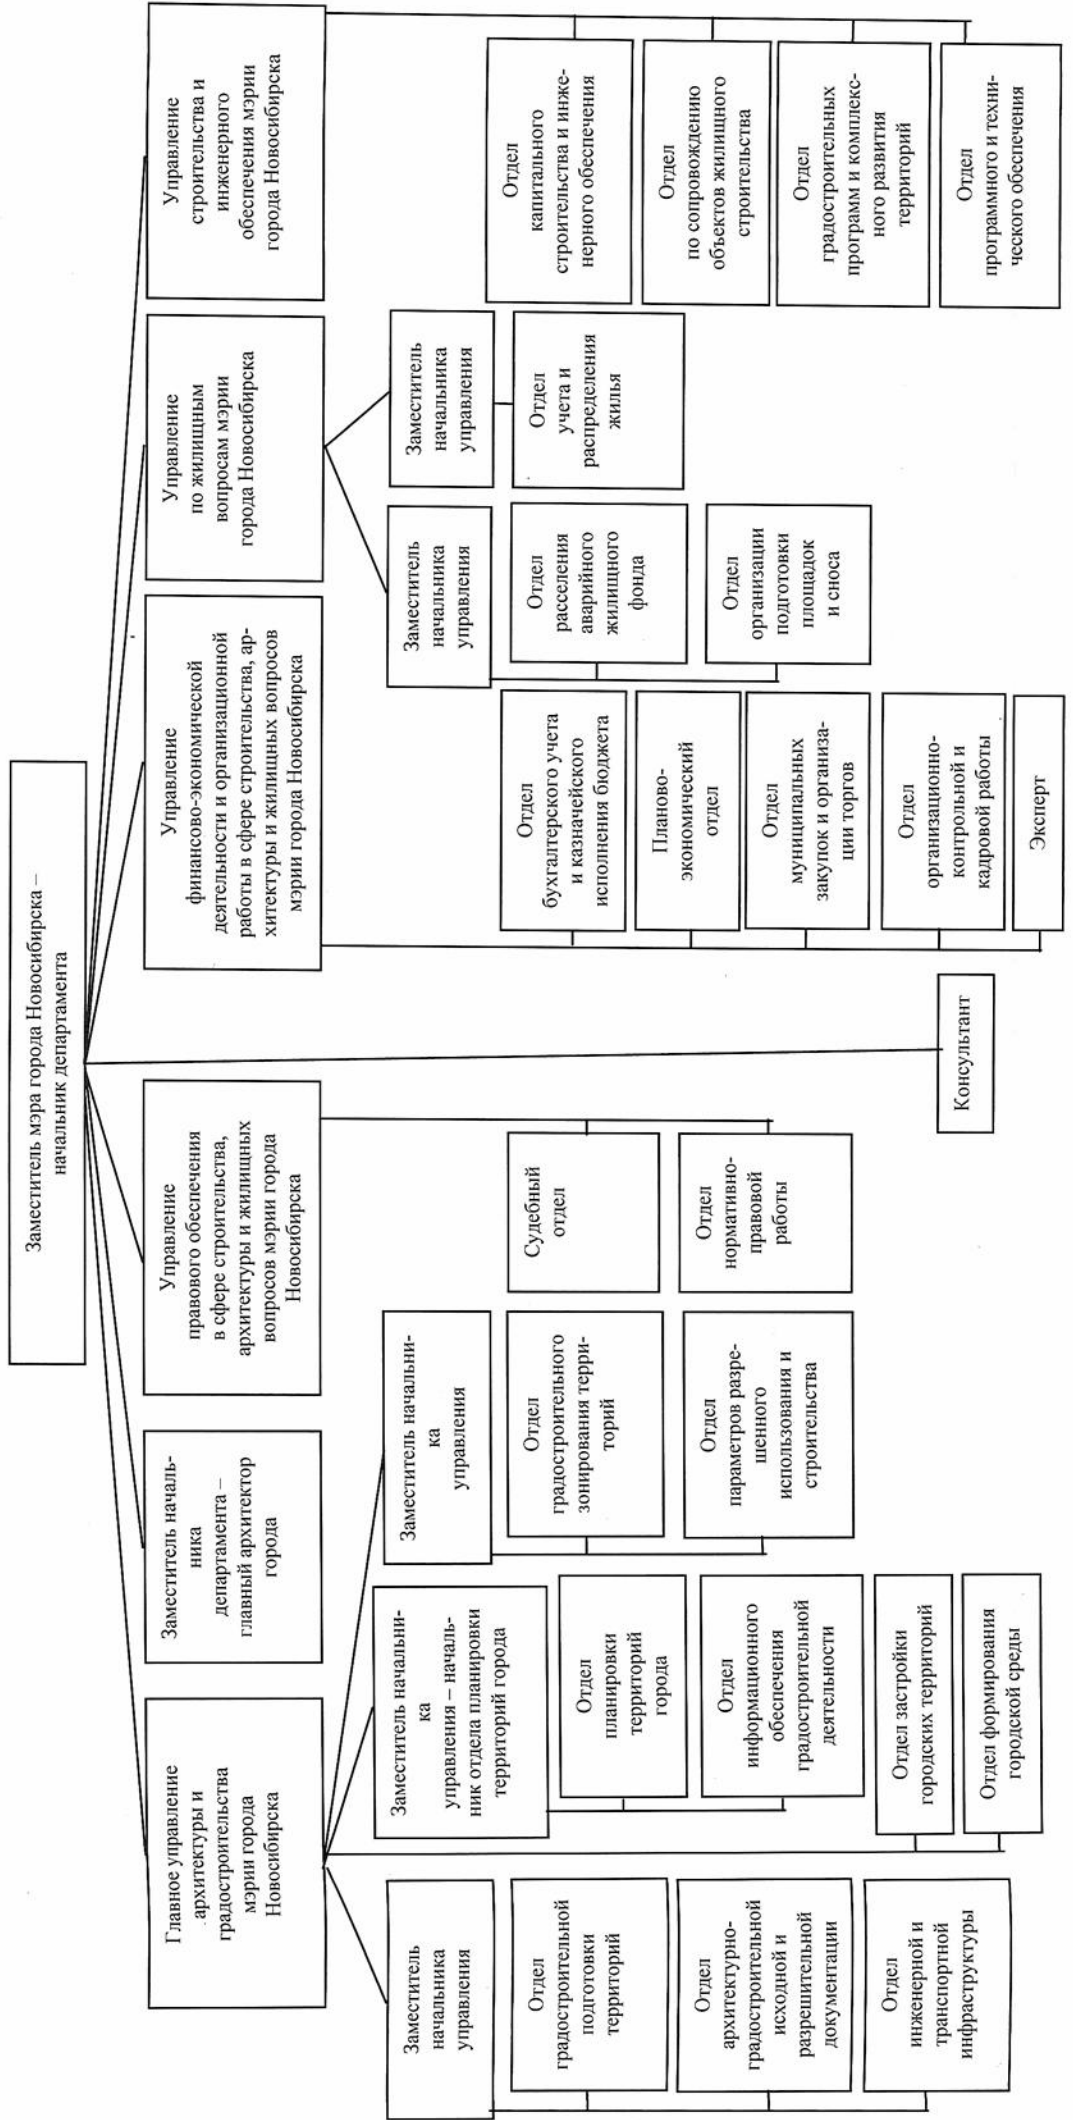 Заместитель мэра города Новосибирска –
начальник департамента
Главное управление
архитектуры и
градостроительства
мэрии города
Новосибирска
Заместитель началь-
ника
департамента –
главный архитектор
города
Управление
правового обеспечения
в сфере строительства,
архитектуры и жилищных
вопросов мэрии города
Новосибирска
Управление
финансово-экономической
деятельности и организационной
работы в сфере строительства, ар-
хитектуры и жилищных вопросов
мэрии города Новосибирска
Управление
по жилищным
вопросам мэрии
города Новосибирска
Управление
строительства и
инженерного
обеспечения мэрии
города Новосибирска
Заместитель
начальника
управления
Отдел
градостроительной
подготовки
территорий
Отдел
архитектурно-
градостроительной
исходной и
разрешительной
документации
Отдел
инженерной и
транспортной
инфраструктуры
Заместитель начальни-
ка
управления – началь-
ник отдела планировки
территорий города
Отдел
планировки
территорий
города
Отдел
информационного
обеспечения
градостроительной
деятельности
Отдел застройки
городских территорий
Отдел формирования
городской среды
Заместитель начальни-
ка
управления
Отдел
градостроительного
зонирования терри-
торий
Отдел
параметров разре-
шенного
использования и
строительства
Судебный
отдел
Отдел
нормативно-
правовой
работы
Консультант
Отдел
бухгалтерского учета
и казначейского
исполнения бюджета
Планово-
экономический
отдел
Отдел
муниципальных
закупок и организа-
ции торгов
Отдел
организационно-
контрольной и
кадровой работы
Эксперт
Заместитель
начальника
управления
Отдел
расселения
аварийного
жилищного
фонда
Отдел
организации
подготовки
площадок
и сноса
Заместитель
начальника
управления
Отдел
учета и
распределения
жилья
Отдел
капитального
строительства и инже-
нерного обеспечения
Отдел
по сопровождению
объектов жилищного
строительства
Отдел
градостроительных
программ и комплекс-
ного развития
территорий
Отдел
программного и техни-
ческого обеспечения